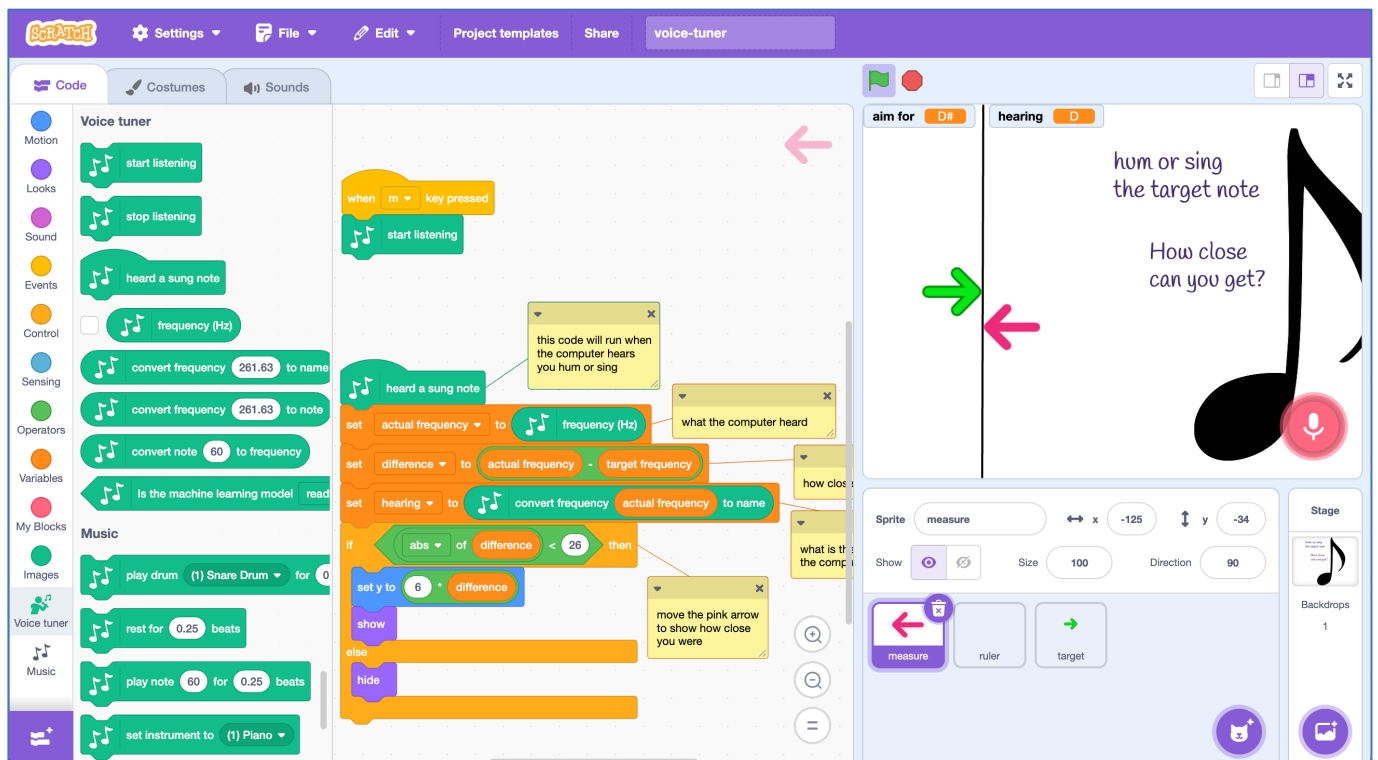 SCRATCH
Settings
File
Edit
Project templates
Share
voice-tuner
Code
Costumes
Sounds
Motion
Looks
Sound
Events
Control
Sensing
Operators
Variables
My Blocks
Images
Voice tuner
Music
Voice tuner
start listening
stop listening
heard a sung note
frequency (Hz)
convert frequency 261.63 to name
convert frequency 261.63 to note
convert note 60 to frequency
Is the machine learning model read
Music
play drum (1) Snare Drum for 0
rest for 0.25 beats
play note 60 for 0.25 beats
set instrument to (1) Piano
when m key pressed
start listening
this code will run when
the computer hears
you hum or sing
heard a sung note
set actual frequency to frequency (Hz)
what the computer heard
set difference to actual frequency - target frequency
how clos
set hearing to convert frequency actual frequency to name
what is th
the compu
if abs of difference < 26 then
set y to 6 * difference
show
else
hide
move the pink arrow
to show how close
you were
aim for D#
hearing D
hum or sing
the target note
How close
can you get?
Sprite measure x -125 y -34
Show Size 100 Direction 90
measure
ruler
target
Stage
Backdrops
1